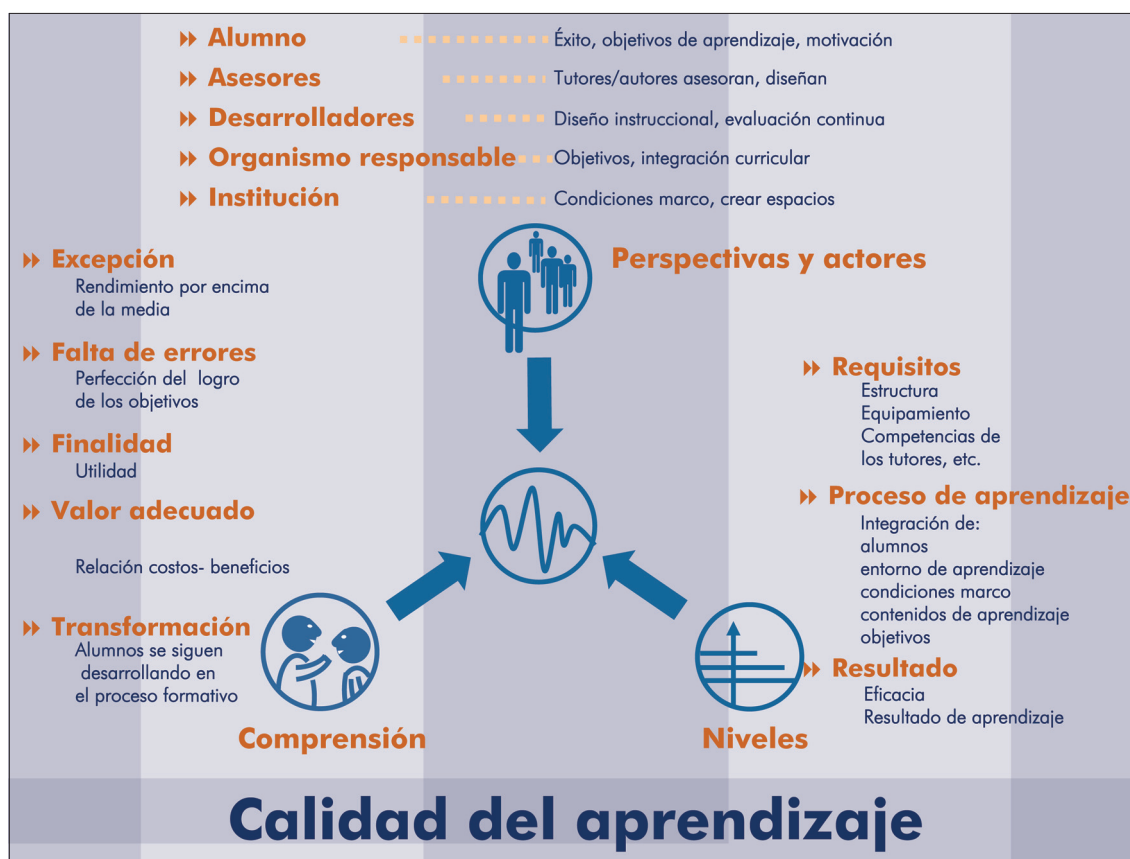 Alumno Éxito, objetivos de aprendizaje, motivación
Asesores Tutores/autores asesoran, diseñan
Desarrolladores Diseño instruccional, evaluación continua
Organismo responsable Objetivos, integración curricular
Institución Condiciones marco, crear espacios
Perspectivas y actores
Excepción
Rendimiento por encima
de la media
Falta de errores
Perfección del logro
de los objetivos
Finalidad
Utilidad
Valor adecuado
Relación costos- beneficios
Transformación
Alumnos se siguen
desarrollando en
el proceso formativo
Comprensión
Requisitos
Estructura
Equipamiento
Competencias de
los tutores, etc.
Proceso de aprendizaje
Integración de:
alumnos
entorno de aprendizaje
condiciones marco
contenidos de aprendizaje
objetivos
Resultado
Eficacia
Resultado de aprendizaje
Niveles
Calidad del aprendizaje